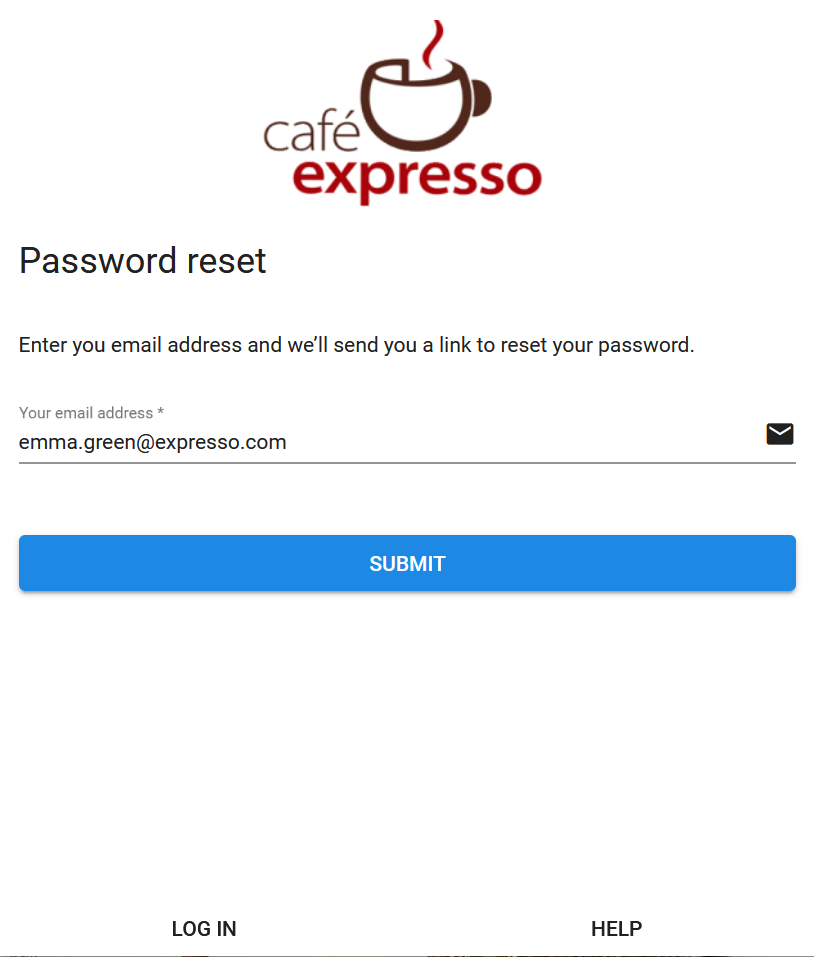 café
expresso
Password reset
Enter you email address and we’ll send you a link to reset your password.
Your email address *
emma.green@expresso.com
SUBMIT
LOG IN
HELP